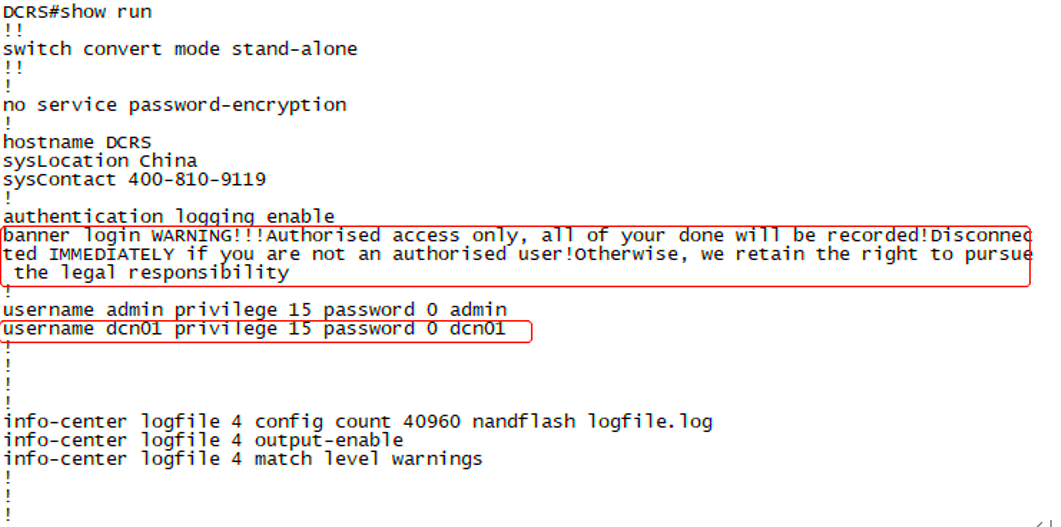 DCRS#show run
!!
switch convert mode stand-alone
!!
!
no service password-encryption
!
hostname DCRS
sysLocation China
sysContact 400-810-9119
!
authentication logging enable
banner login WARNING!!!Authorised access only, all of your done will be recorded!Disconnec
ted IMMEDIATELY if you are not an authorised user!Otherwise, we retain the right to pursue
 the legal responsibility
!
username admin privilege 15 password 0 admin
username dcn01 privilege 15 password 0 dcn01
!
!
!
!
info-center logfile 4 config count 40960 nandflash logfile.log
info-center logfile 4 output-enable
info-center logfile 4 match level warnings
!
!
!